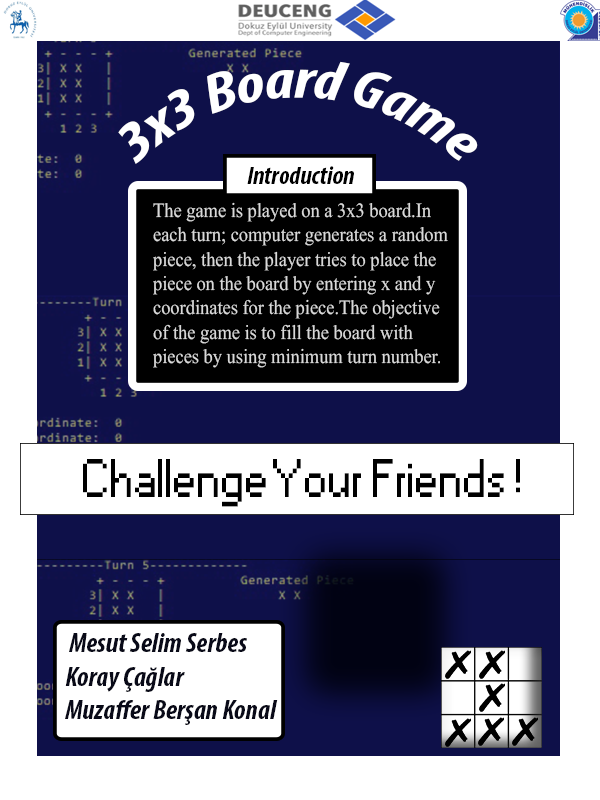 DEUCENG
Dokuz Eylül University
Dept of Computer Engineering
+ - - - + Generated Piece
3| X X | X X
2| X X |
1| X X |
+ - - - +
1 2 3
te: 0
te: 0
3x3 Board Game
Introduction
The game is played on a 3x3 board.In
each turn; computer generates a random
piece, then the player tries to place the
piece on the board by entering x and y
coordinates for the piece.The objective
of the game is to fill the board with
pieces by using minimum turn number.
-------Turn
+ - -
3| X X
2| X X
1| X X
+ - -
1 2 3
rdinate: 0
rdinate: 0
Challenge Your Friends !
---------Turn 5-------------
+ - - - + Generated Piece
3| X X | X X
2| X X |
Mesut Selim Serbes
Koray Çağlar
Muzaffer Berşan Konal
X X
X
X X X